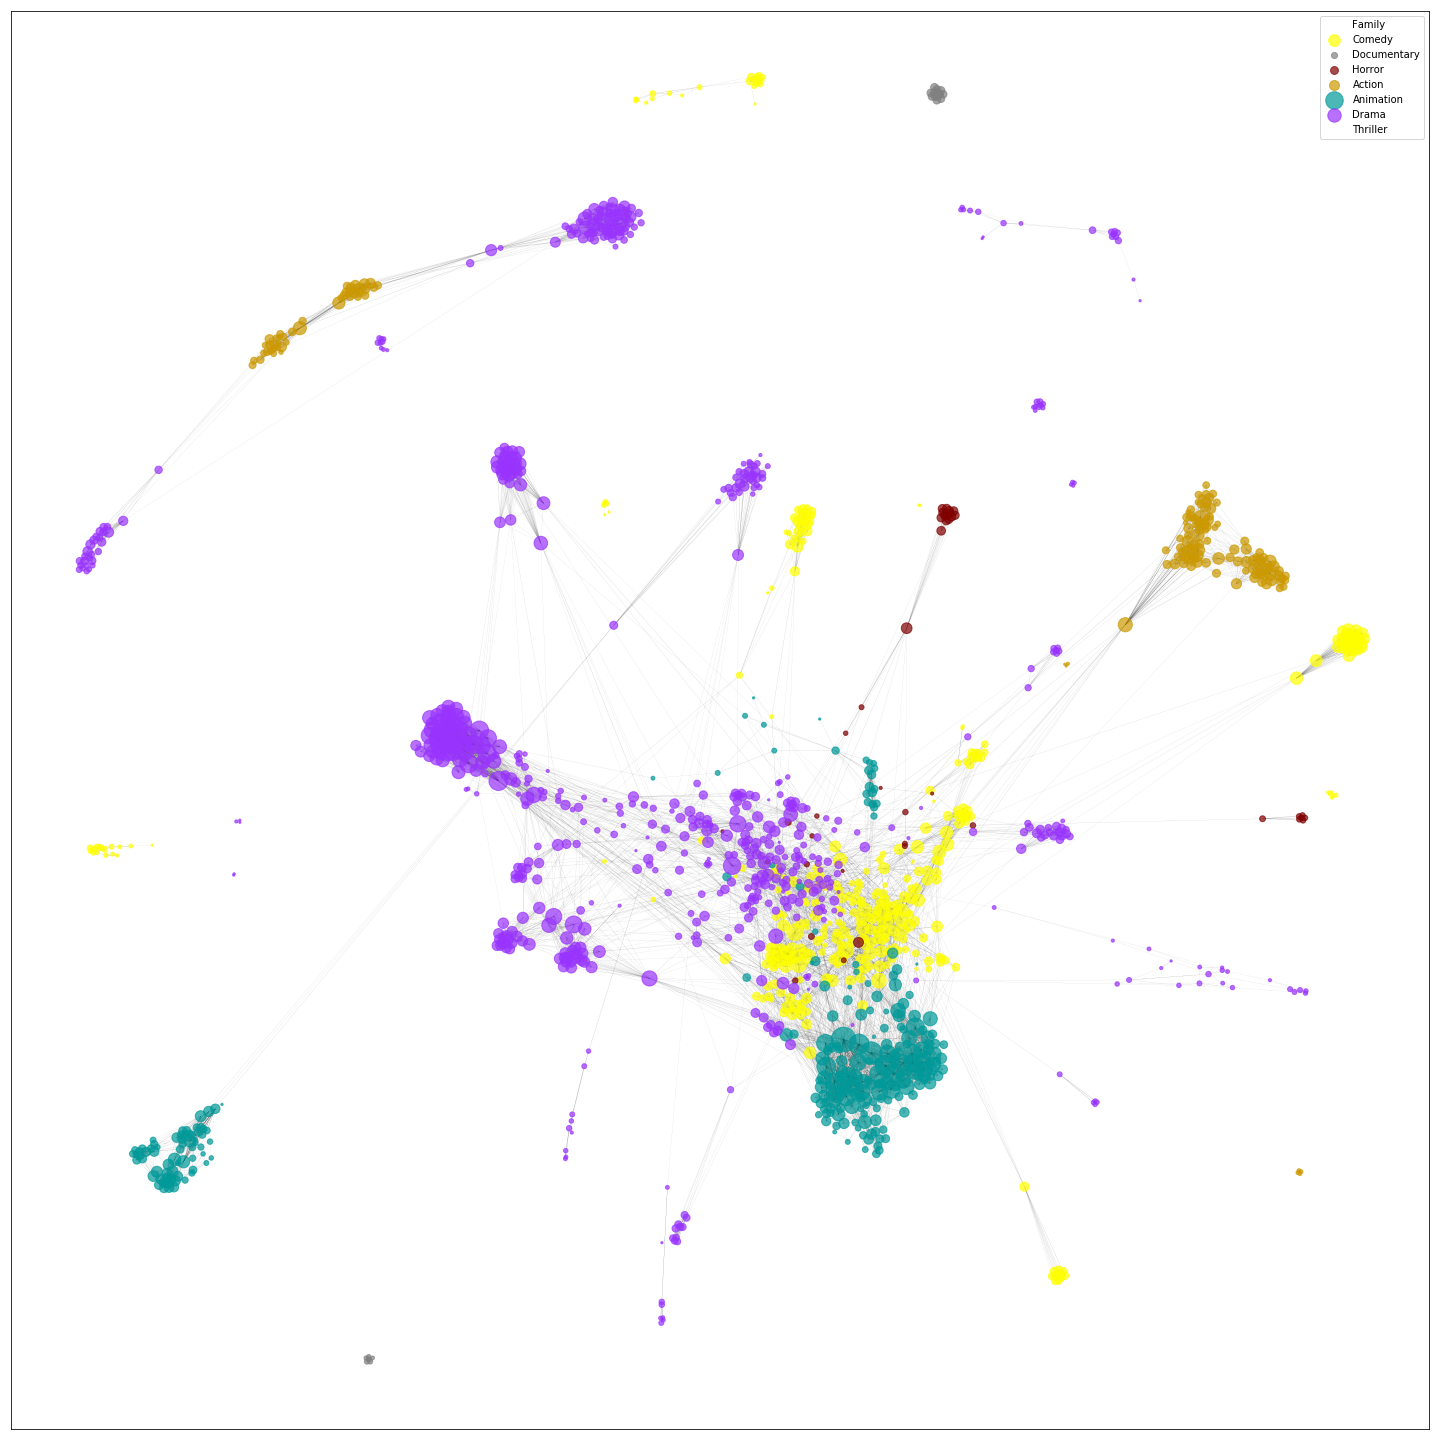 Family
Comedy
Documentary
Horror
Action
Animation
Drama
Thriller